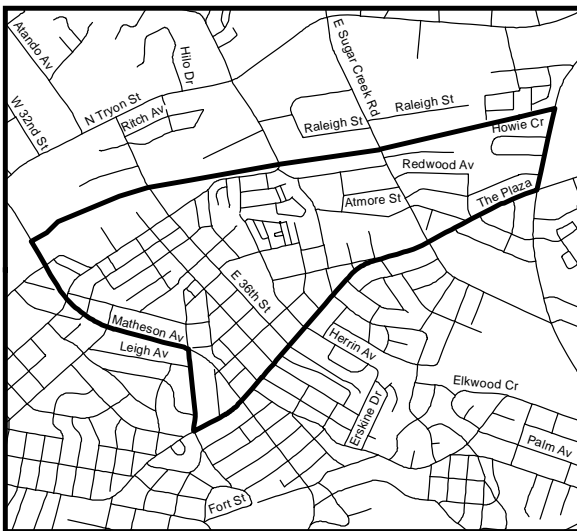 Atando Av
Hilo Dr
E Sugar Creek Rd
W 32nd St
N Tryon St
Ritch Av
Raleigh St
Raleigh St
Howie Cr
Redwood Av
The Plaza
Atmore St
E 36th St
Matheson Av
Leigh Av
Herrin Av
Elkwood Cr
Erskine Dr
Palm Av
Fort St